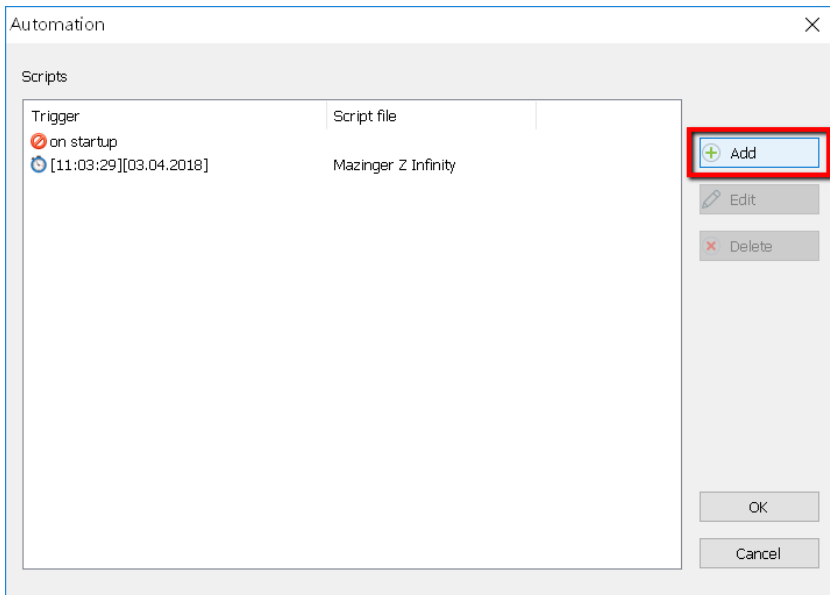 Automation
Scripts
Trigger Script file
on startup
[11:03:29][03.04.2018] Mazinger Z Infinity
Add
Edit
Delete
OK
Cancel